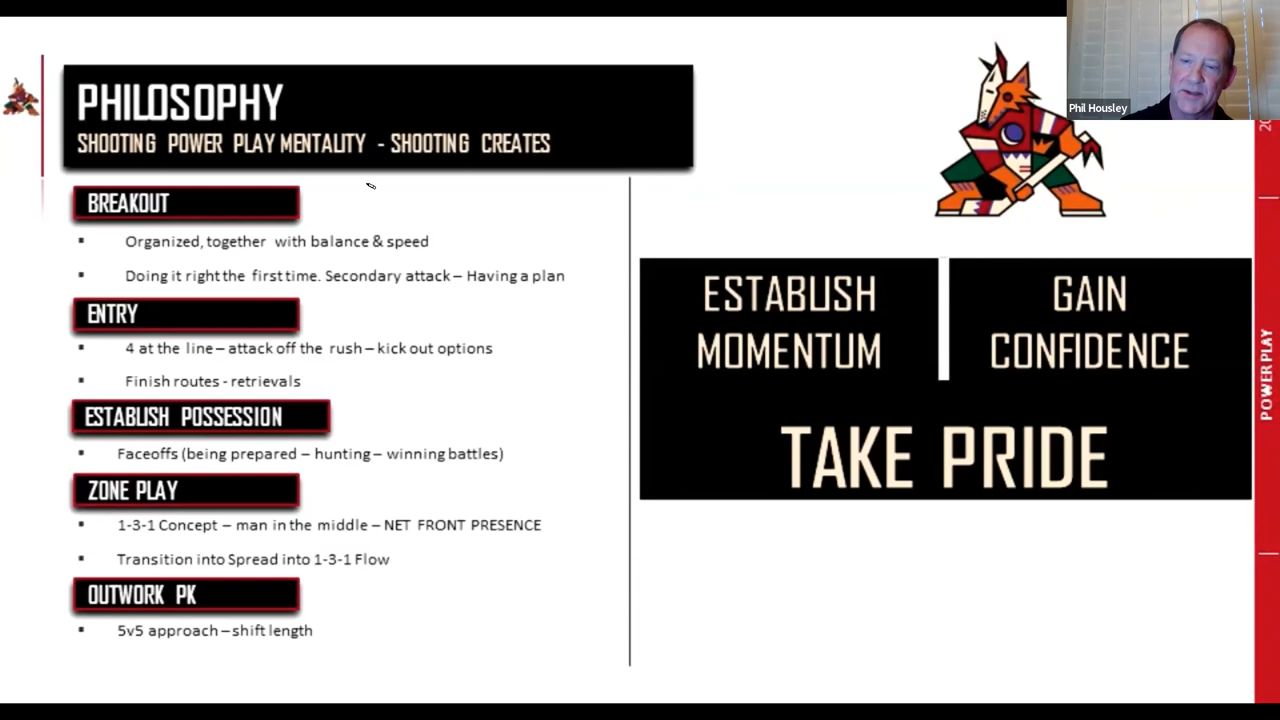 PHILOSOPHY
SHOOTING POWER PLAY MENTALITY - SHOOTING CREATES
BREAKOUT
▪ Organized, together with balance & speed
▪ Doing it right the first time. Secondary attack – Having a plan
ENTRY
▪ 4 at the line – attack off the rush – kick out options
▪ Finish routes - retrievals
ESTABLISH POSSESSION
▪ Faceoffs (being prepared – hunting – winning battles)
ZONE PLAY
▪ 1-3-1 Concept – man in the middle – NET FRONT PRESENCE
▪ Transition into Spread into 1-3-1 Flow
OUTWORK PK
▪ 5v5 approach – shift length
ESTABLISH
MOMENTUM
GAIN
CONFIDENCE
TAKE PRIDE
Phil Housley
20
POWER PLAY